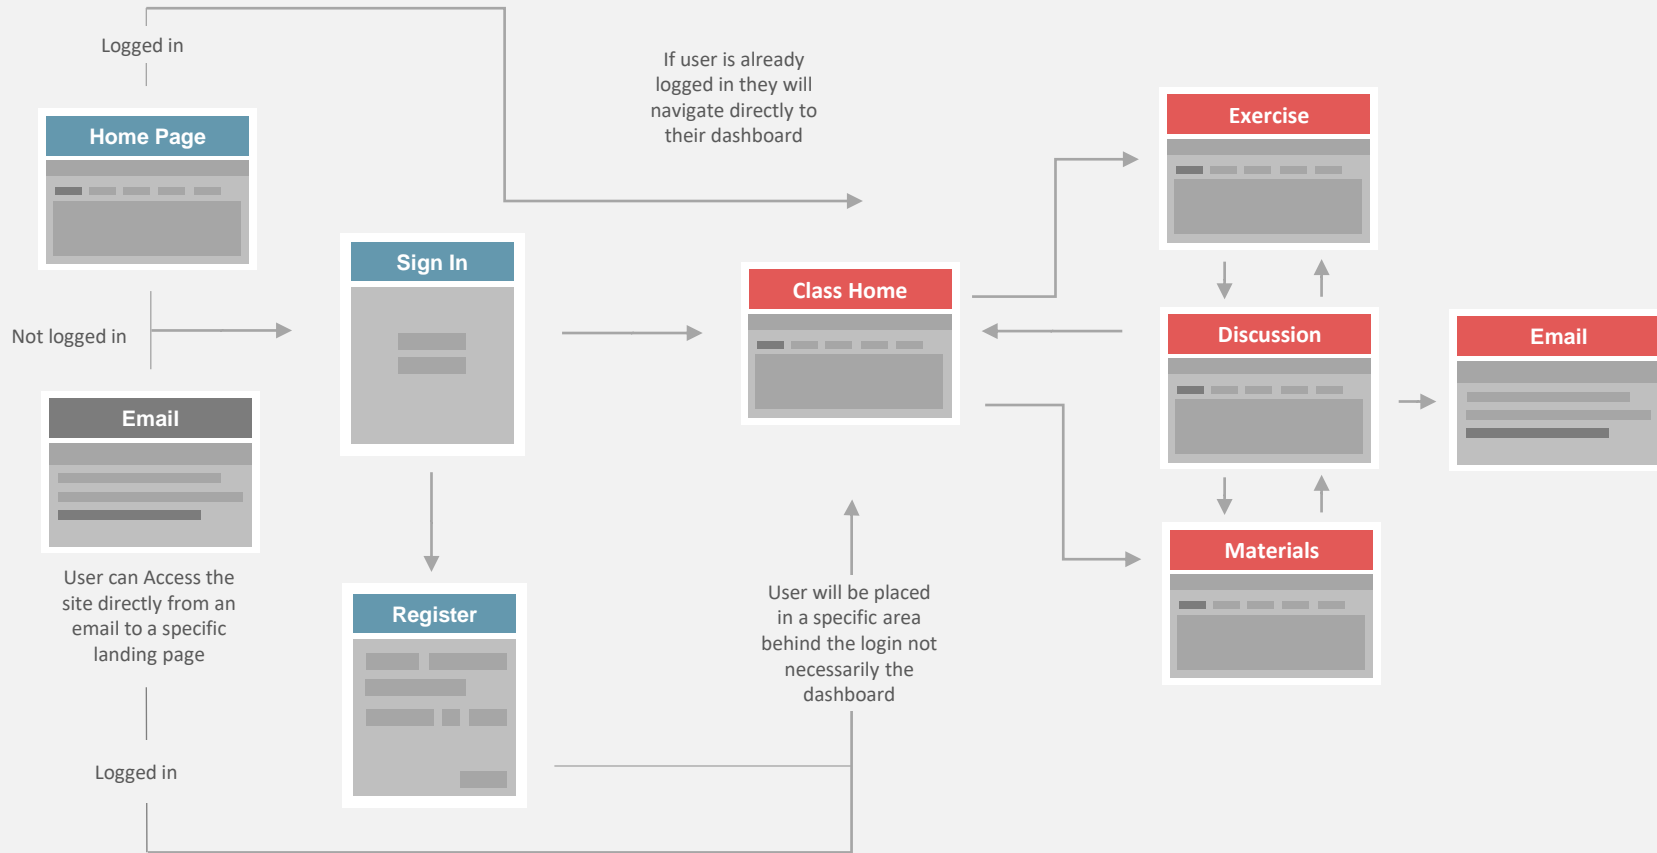 Logged in
If user is already
logged in they will
navigate directly to
their dashboard
Home Page
Exercise
Sign In
Class Home
Not logged in
Discussion
Email
Email
User can Access the
site directly from an
email to a specific
landing page
Materials
Register
User will be placed
in a specific area
behind the login not
necessarily the
dashboard
Logged in